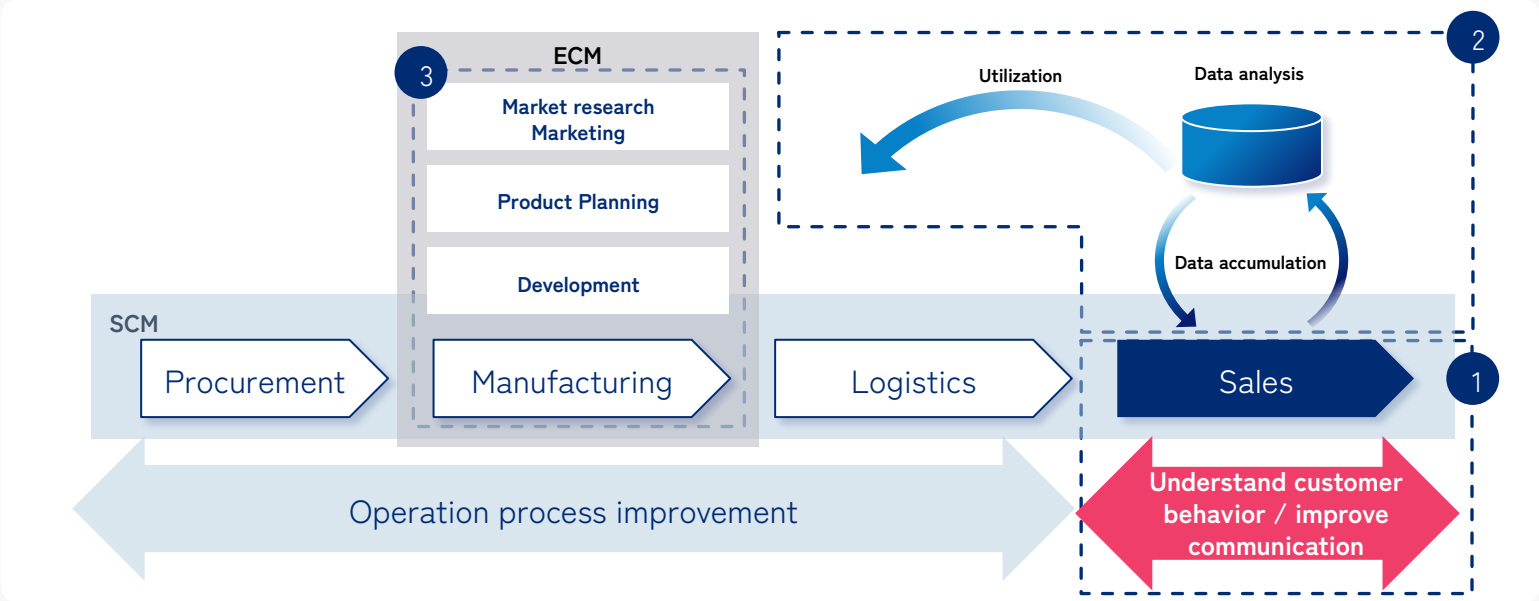 ECM
3
Market research
Marketing
Product Planning
Development
2
Utilization
Data analysis
Data accumulation
SCM
Procurement
Manufacturing
Logistics
Sales
1
Operation process improvement
Understand customer
behavior / improve
communication